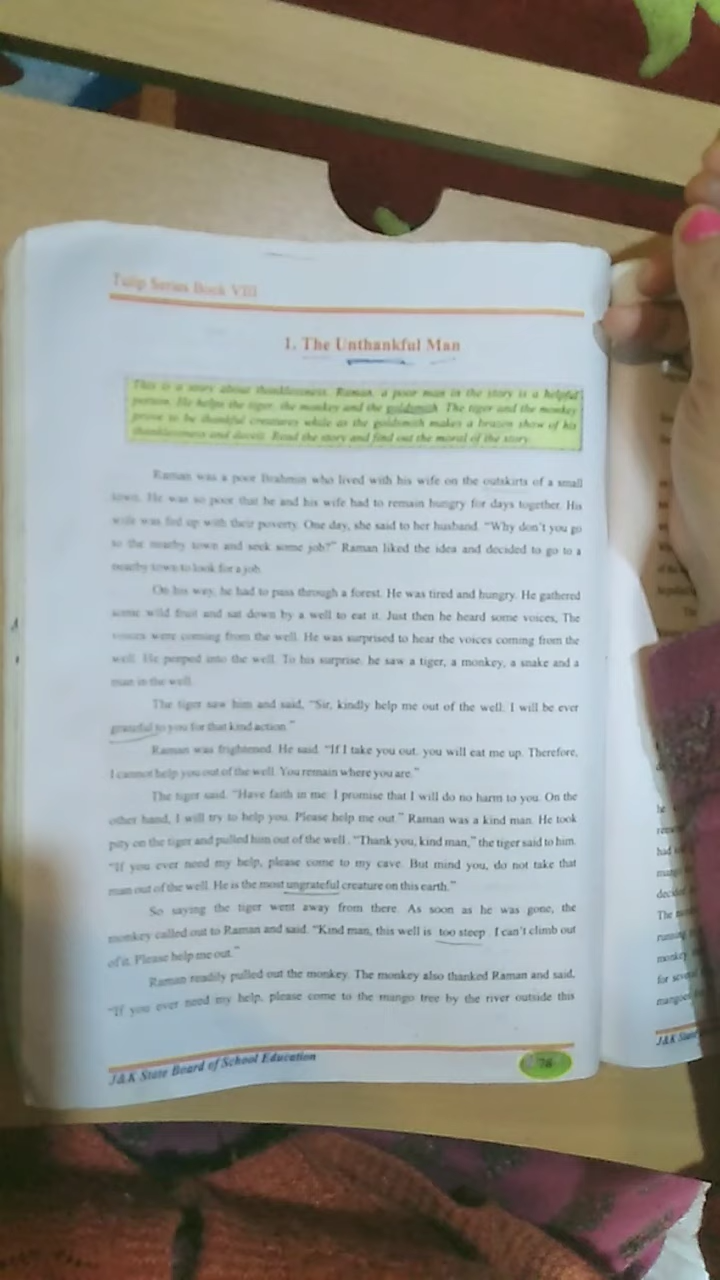 Tulip Series Book VIII
1. The Unthankful Man
This is a story about thanklessness. Raman, a poor man in the story is a helpful
person. He helps the tiger, the monkey and the goldsmith. The tiger and the monkey
prove to be thankful creatures while as the goldsmith makes a brazen show of his
thanklessness and deceit. Read the story and find out the moral of the story.
Raman was a poor Brahmin who lived with his wife on the outskirts of a small
town. He was so poor that he and his wife had to remain hungry for days together. His
wife was fed up with their poverty. One day, she said to her husband. "Why don't you go
to the nearby town and seek some job?" Raman liked the idea and decided to go to a
nearby town to look for a job.
On his way, he had to pass through a forest. He was tired and hungry. He gathered
some wild fruit and sat down by a well to eat it. Just then he heard some voices, The
voices were coming from the well. He was surprised to hear the voices coming from the
well. He peeped into the well. To his surprise, he saw a tiger, a monkey, a snake and a
man in the well.
The tiger saw him and said, "Sir, kindly help me out of the well. I will be ever
grateful to you for that kind action."
Raman was frightened. He said. "If I take you out, you will eat me up. Therefore,
I cannot help you out of the well. You remain where you are."
The tiger said. "Have faith in me. I promise that I will do no harm to you. On the
other hand, I will try to help you. Please help me out." Raman was a kind man. He took
pity on the tiger and pulled him out of the well. "Thank you, kind man," the tiger said to him.
"If you ever need my help, please come to my cave. But mind you, do not take that
man out of the well. He is the most ungrateful creature on this earth."
So saying the tiger went away from there. As soon as he was gone, the
monkey called out to Raman and said. "Kind man, this well is too steep. I can't climb out
of it. Please help me out."
Raman readily pulled out the monkey. The monkey also thanked Raman and said,
"If you ever need my help, please come to the mango tree by the river outside this
J&K State Board of School Education
he
had
decided
The
running
monkey
for several
mangoes
J&K State